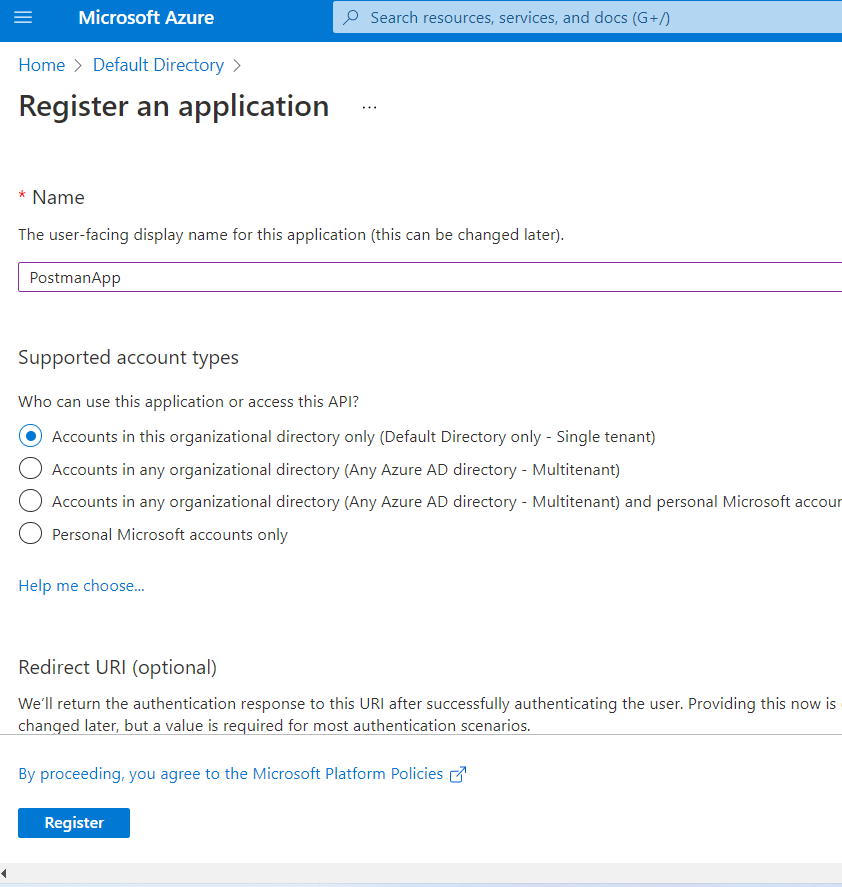 Microsoft Azure
Search resources, services, and docs (G+/)
Home > Default Directory >
Register an application ...
* Name
The user-facing display name for this application (this can be changed later).
PostmanApp
Supported account types
Who can use this application or access this API?
Accounts in this organizational directory only (Default Directory only - Single tenant)
Accounts in any organizational directory (Any Azure AD directory - Multitenant)
Accounts in any organizational directory (Any Azure AD directory - Multitenant) and personal Microsoft
Personal Microsoft accounts only
Help me choose...
Redirect URI (optional)
We'll return the authentication response to this URI after successfully authenticating the user. Providing this now is
changed later, but a value is required for most authentication scenarios.
By proceeding, you agree to the Microsoft Platform Policies
Register